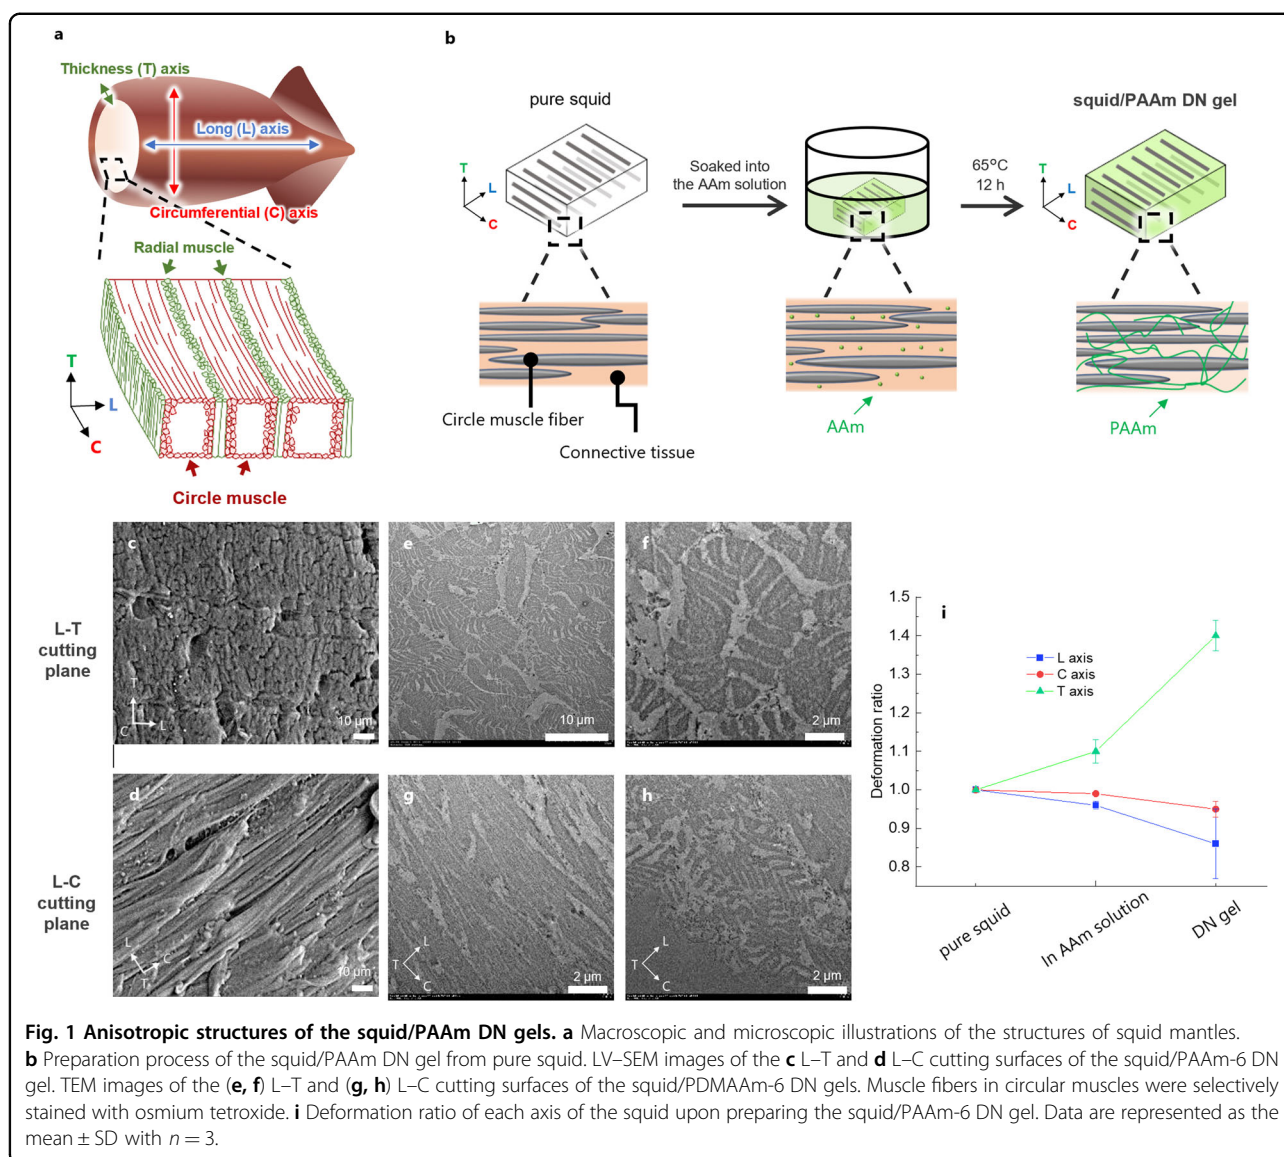 a
Thickness (T) axis
Long (L) axis
Circumferential (C) axis
Radial muscle
T
L
C
Circle muscle
b
pure squid
squid/PAAm DN gel
Soaked into
the AAm solution
65°C
12 h
T
L
C
T
L
C
Circle muscle fiber
Connective tissue
AAm
PAAm
L-T
cutting
plane
c
T
C
L
10 μm
e
10 μm
f
2 μm
L-C
cutting
plane
d
L
C
T
10 μm
g
L
T
C
2 μm
h
L
T
C
2 μm
i
1.5
1.4
1.3
1.2
1.1
1.0
0.9
0.8
Deformation ratio
L axis
C axis
T axis
pure squid
In AAm solution
DN gel
Fig. 1 Anisotropic structures of the squid/PAAm DN gels. a Macroscopic and microscopic illustrations of the structures of squid mantles.
b Preparation process of the squid/PAAm DN gel from pure squid. LV–SEM images of the c L–T and d L–C cutting surfaces of the squid/PAAm-6 DN
gel. TEM images of the (e, f) L–T and (g, h) L–C cutting surfaces of the squid/PDMAAm-6 DN gels. Muscle fibers in circular muscles were selectively
stained with osmium tetroxide. i Deformation ratio of each axis of the squid upon preparing the squid/PAAm-6 DN gel. Data are represented as the
mean ± SD with n = 3.